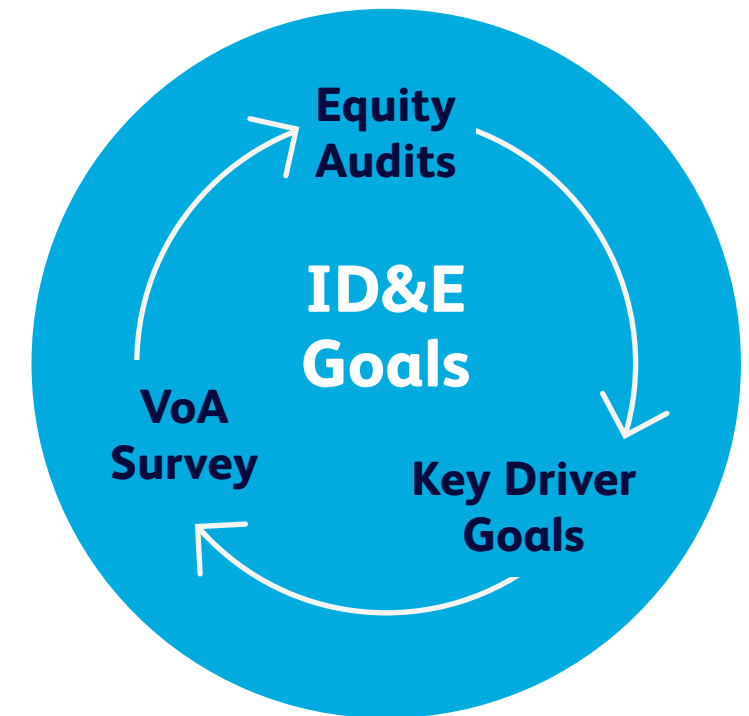 Equity
Audits
ID&E
Goals
VoA
Survey
Key Driver
Goals